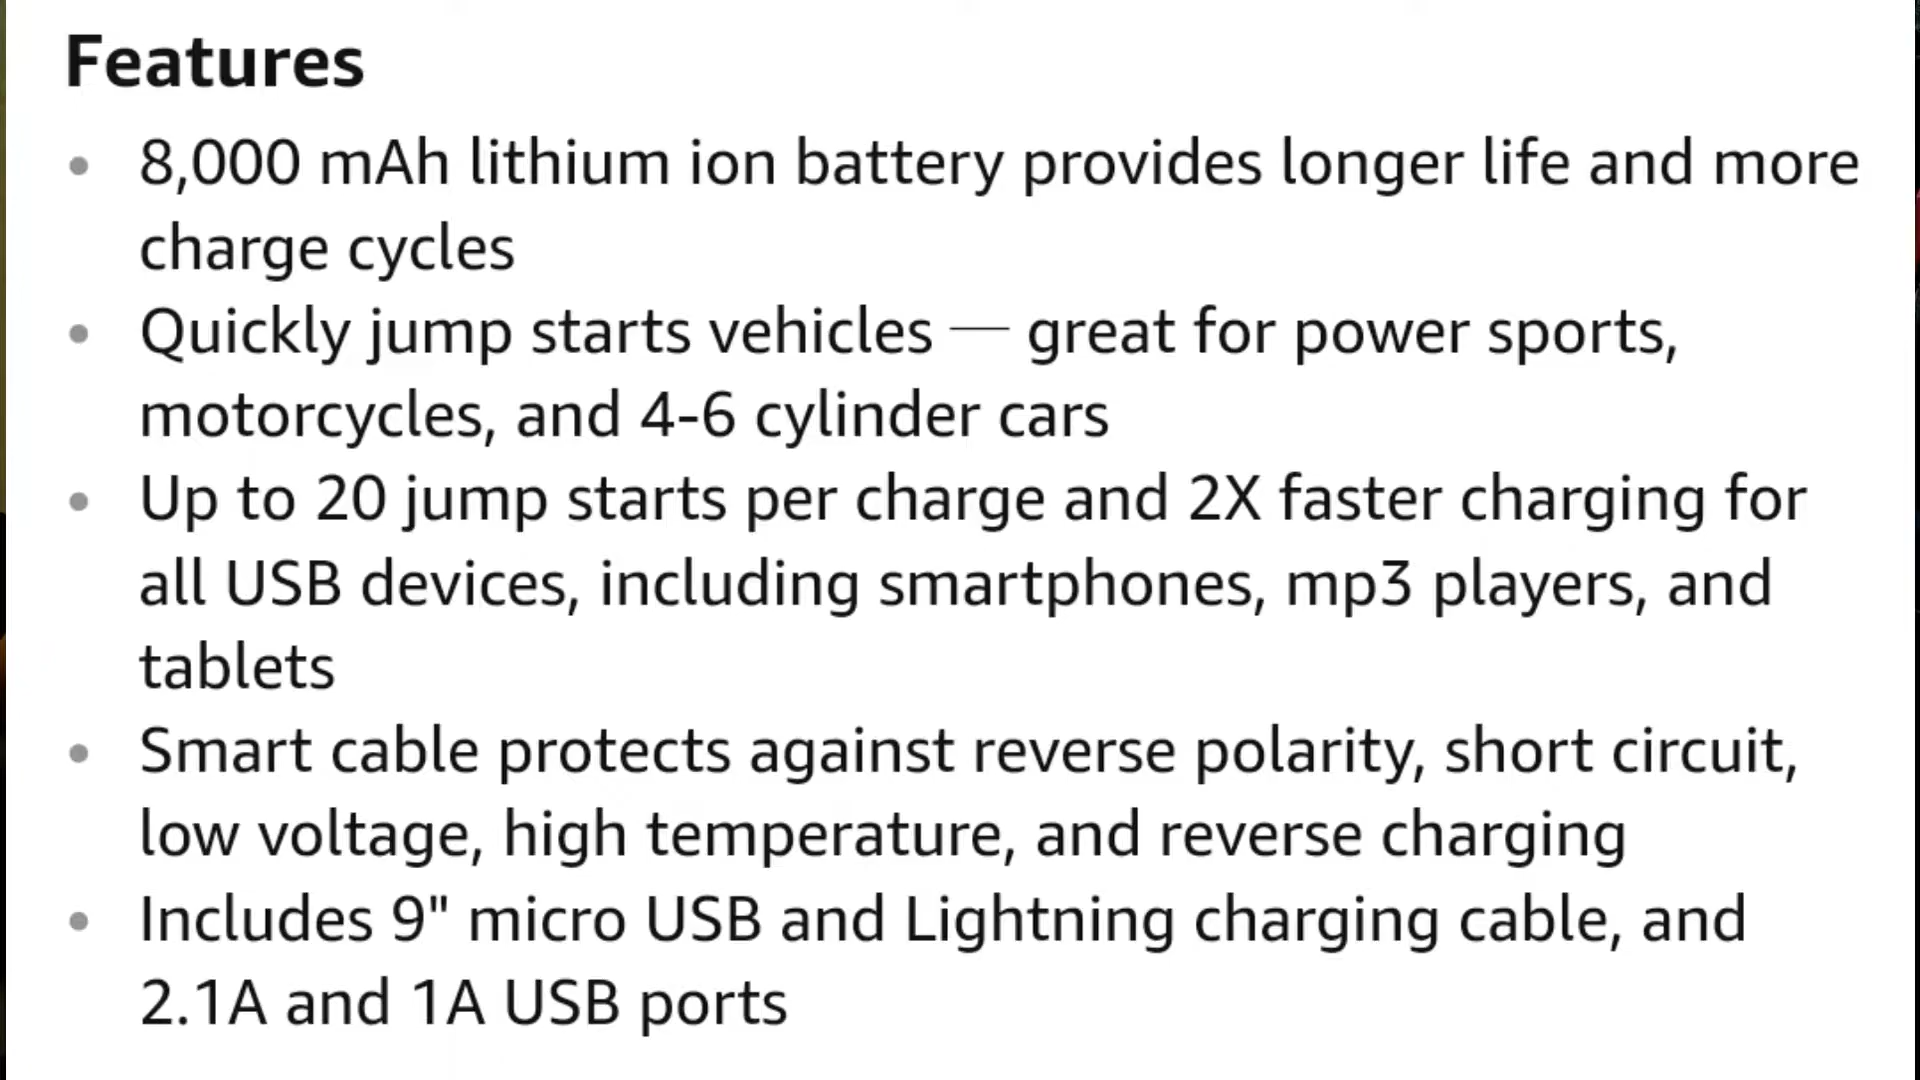 Features
• 8,000 mAh lithium ion battery provides longer life and more
charge cycles
• Quickly jump starts vehicles — great for power sports,
motorcycles, and 4-6 cylinder cars
• Up to 20 jump starts per charge and 2X faster charging for
all USB devices, including smartphones, mp3 players, and
tablets
• Smart cable protects against reverse polarity, short circuit,
low voltage, high temperature, and reverse charging
• Includes 9" micro USB and Lightning charging cable, and
2.1A and 1A USB ports